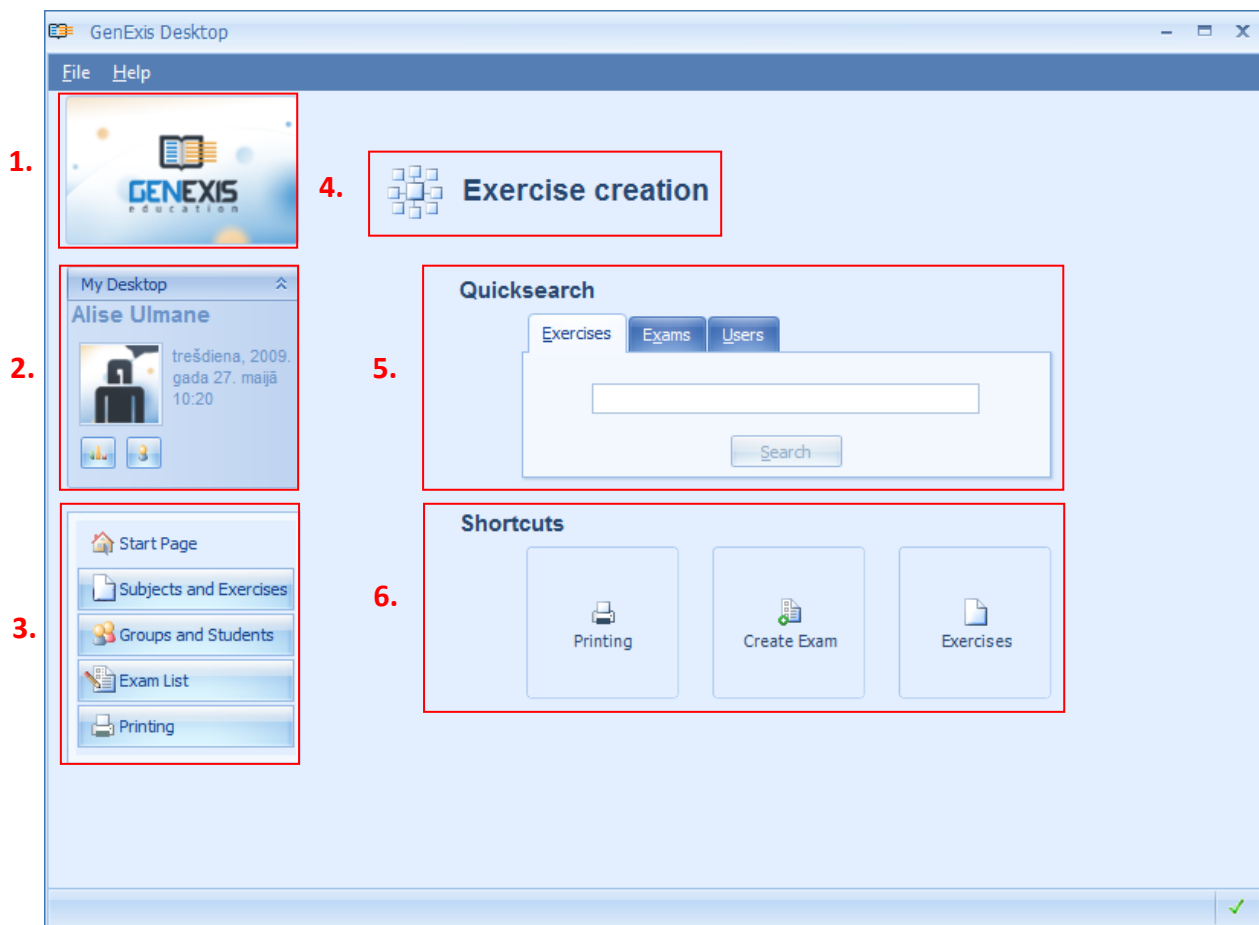 GenExis Desktop
File Help
1.
GENEXIS
education
4.
Exercise creation
2.
My Desktop
Alise Ulmane
trešdiena, 2009.
gada 27. maijā
10:20
5.
Quicksearch
Exercises Exams Users
Search
3.
Start Page
Subjects and Exercises
Groups and Students
Exam List
Printing
6.
Shortcuts
Printing Create Exam Exercises